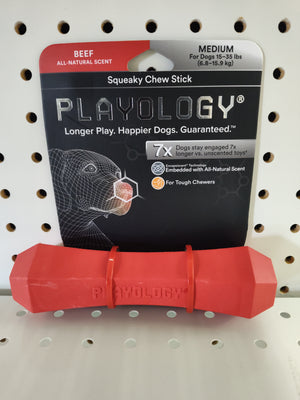 BEEF
ALL-NATURAL SCENT
MEDIUM
For Dogs 15–35 lbs
(6.8–15.9 kg)
Squeaky Chew Stick
PLAYOLOGY®
Longer Play. Happier Dogs. Guaranteed.™
7x Dogs stay engaged 7x
longer vs. unscented toys†
Technology
Embedded with All-Natural Scent
For Tough Chewers
PLAYOLOGY